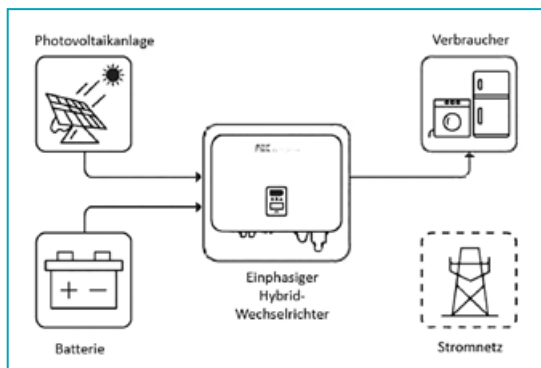 Photovoltaikanlage
Verbraucher
Einphasiger
Hybrid-
Wechselrichter
Batterie
Stromnetz